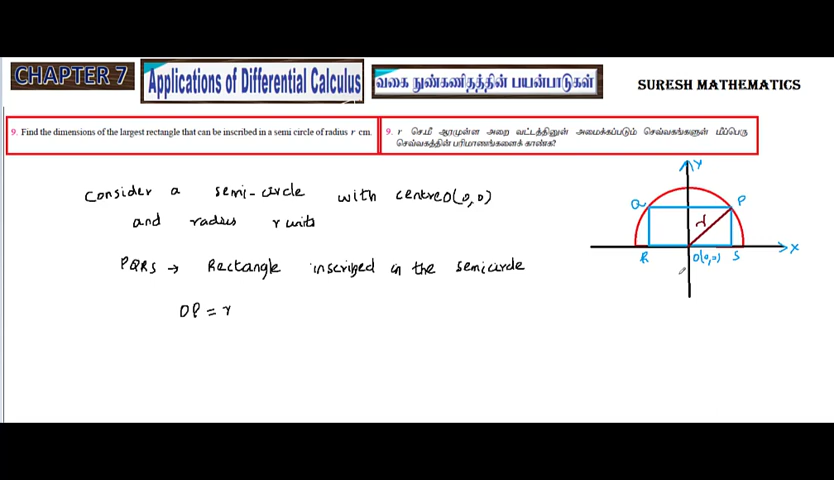 CHAPTER 7
Applications of Differential Calculus
வகை நுண்கணிதத்தின் பயன்பாடுகள்
SURESH MATHEMATICS
9. Find the dimensions of the largest rectangle that can be inscribed in a semi circle of radius r cm.
9. r செ.மீ ஆரமுள்ள அரை வட்டத்தினுள் அமைக்கப்படும் செவ்வகங்களுள் மீப்பெரு
செவ்வகத்தின் பரிமாணங்களைக் காண்க?
Consider a semi-circle with centre O(0,0)
and radius r units
PQRS → Rectangle inscribed in the semicircle
OP = r
Y
Q
P
r
X
R
O(0,0)
S